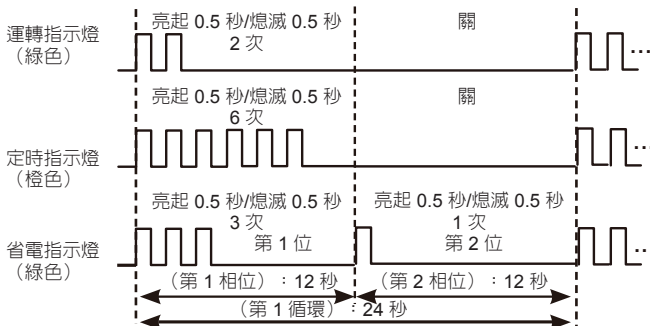 亮起 0.5 秒/熄滅 0.5 秒
2 次
關
運轉指示燈
（綠色）
...
亮起 0.5 秒/熄滅 0.5 秒
6 次
關
定時指示燈
（橙色）
...
亮起 0.5 秒/熄滅 0.5 秒
3 次
第 1 位
亮起 0.5 秒/熄滅 0.5 秒
1 次
第 2 位
省電指示燈
（綠色）
...
（第 1 相位）：12 秒
（第 2 相位）：12 秒
（第 1 循環）：24 秒